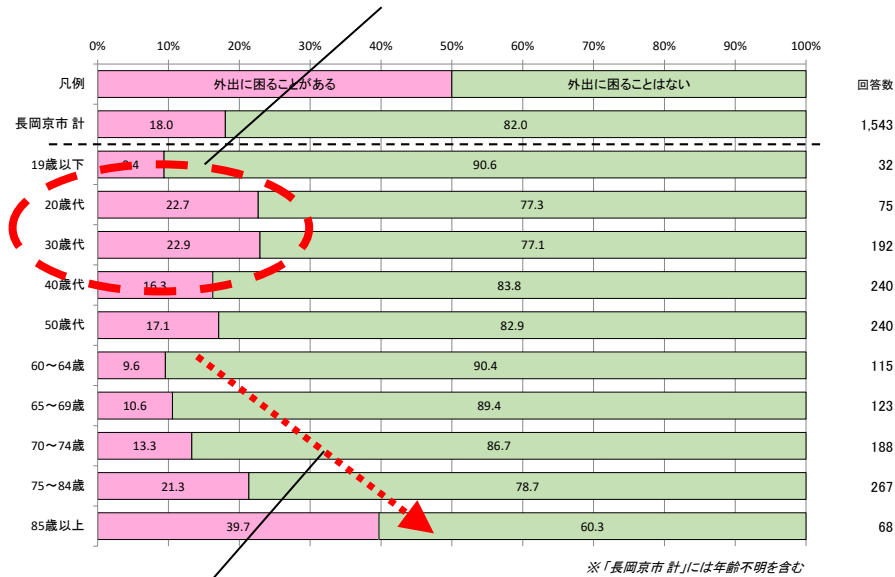 0% 10% 20% 30% 40% 50% 60% 70% 80% 90% 100%
凡例 外出に困ることがある 外出に困ることはない 回答数
長岡京市 計 18.0 82.0 1,543
19歳以下 9.4 90.6 32
20歳代 22.7 77.3 75
30歳代 22.9 77.1 192
40歳代 16.3 83.8 240
50歳代 17.1 82.9 240
60〜64歳 9.6 90.4 115
65〜69歳 10.6 89.4 123
70〜74歳 13.3 86.7 188
75〜84歳 21.3 78.7 267
85歳以上 39.7 60.3 68
※「長岡京市 計」には年齢不明を含む